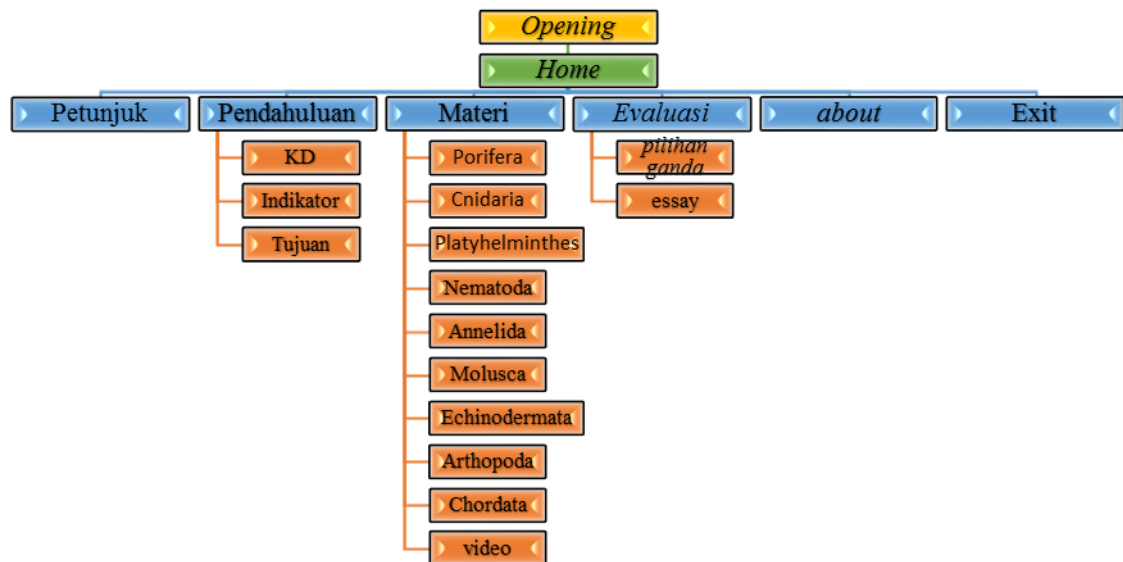 Opening
Home
Petunjuk
Pendahuluan
Materi
Evaluasi
about
Exit
KD
Indikator
Tujuan
Porifera
Cnidaria
Platyhelminthes
Nematoda
Annelida
Molusca
Echinodermata
Arthopoda
Chordata
video
pilihan
ganda
essay